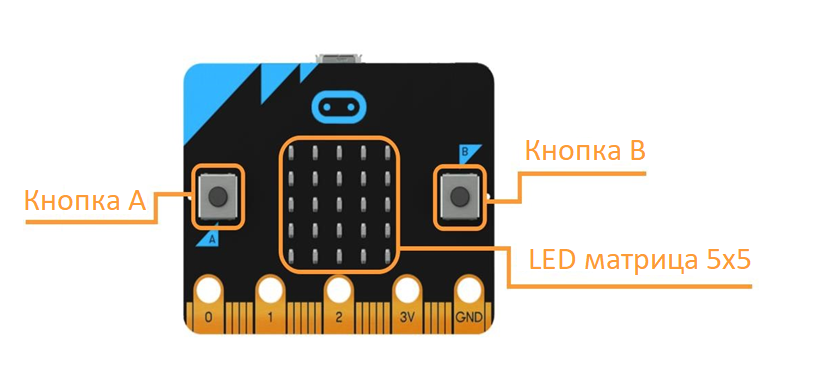 Кнопка A
Кнопка B
LED матрица 5x5
A
B
0 1 2 3V GND